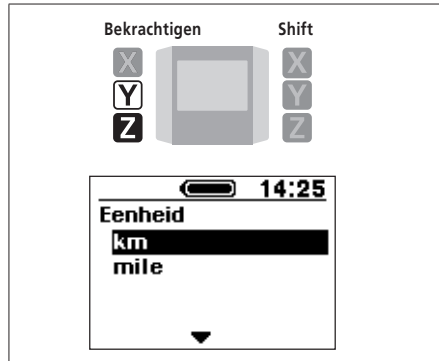 Bekrachtigen Shift
X X
Y Y
Z Z
14:25
Eenheid
km
mile